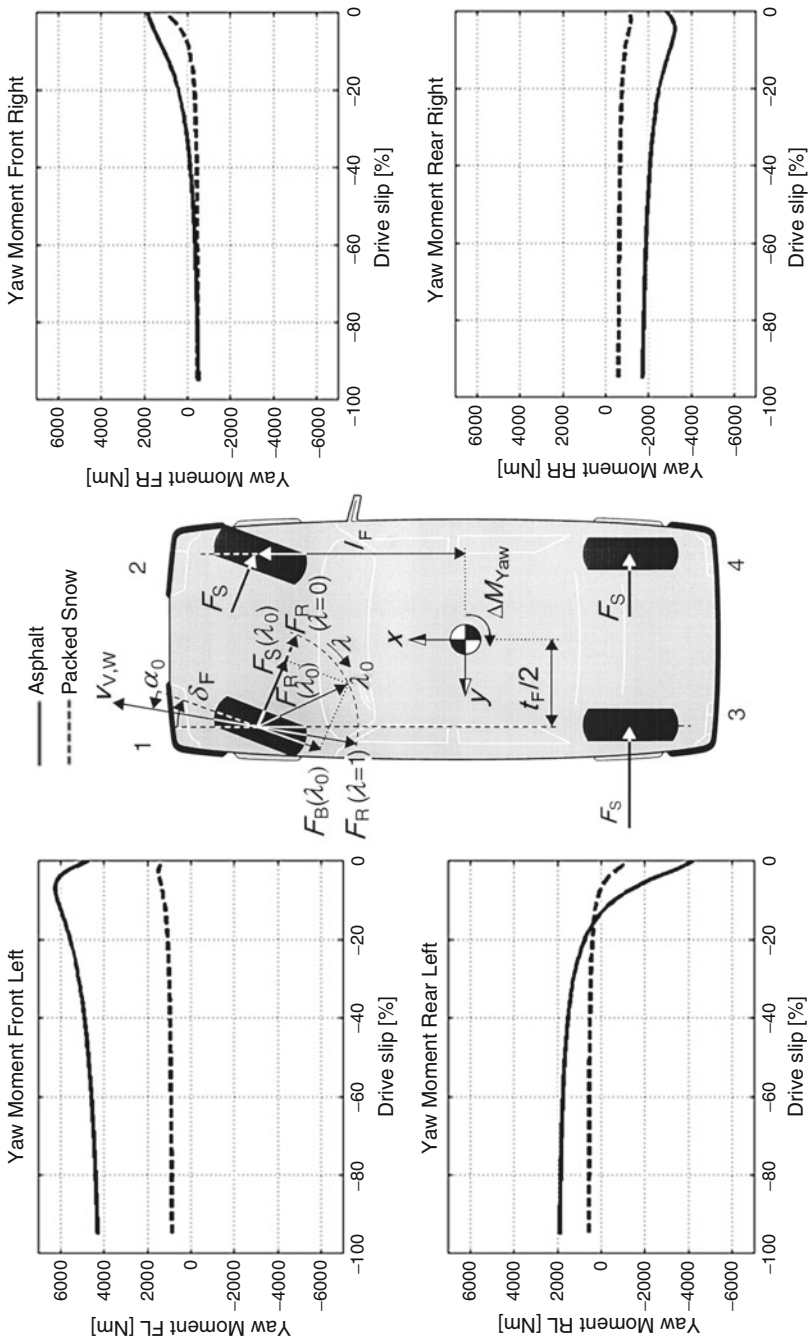 Asphalt
Packed Snow
Yaw Moment Front Left
Yaw Moment FL [Nm]
6000
4000
2000
0
−2000
−4000
−6000
−100
−80
−60
−40
−20
0
Drive slip [%]
Yaw Moment Front Right
Yaw Moment FR [Nm]
6000
4000
2000
0
−2000
−4000
−6000
−100
−80
−60
−40
−20
0
Drive slip [%]
1
2
3
4
v_V,W
α_0
δ_F
F_S
F_S(λ_0)
F_R(λ_0)
F_R(λ=0)
λ
λ_0
F_B(λ_0)
F_R(λ=1)
l_F
x
y
ΔM_Yaw
t_F/2
F_S
F_S
Yaw Moment Rear Left
Yaw Moment RL [Nm]
6000
4000
2000
0
−2000
−4000
−6000
−100
−80
−60
−40
−20
0
Drive slip [%]
Yaw Moment Rear Right
Yaw Moment RR [Nm]
6000
4000
2000
0
−2000
−4000
−6000
−100
−80
−60
−40
−20
0
Drive slip [%]